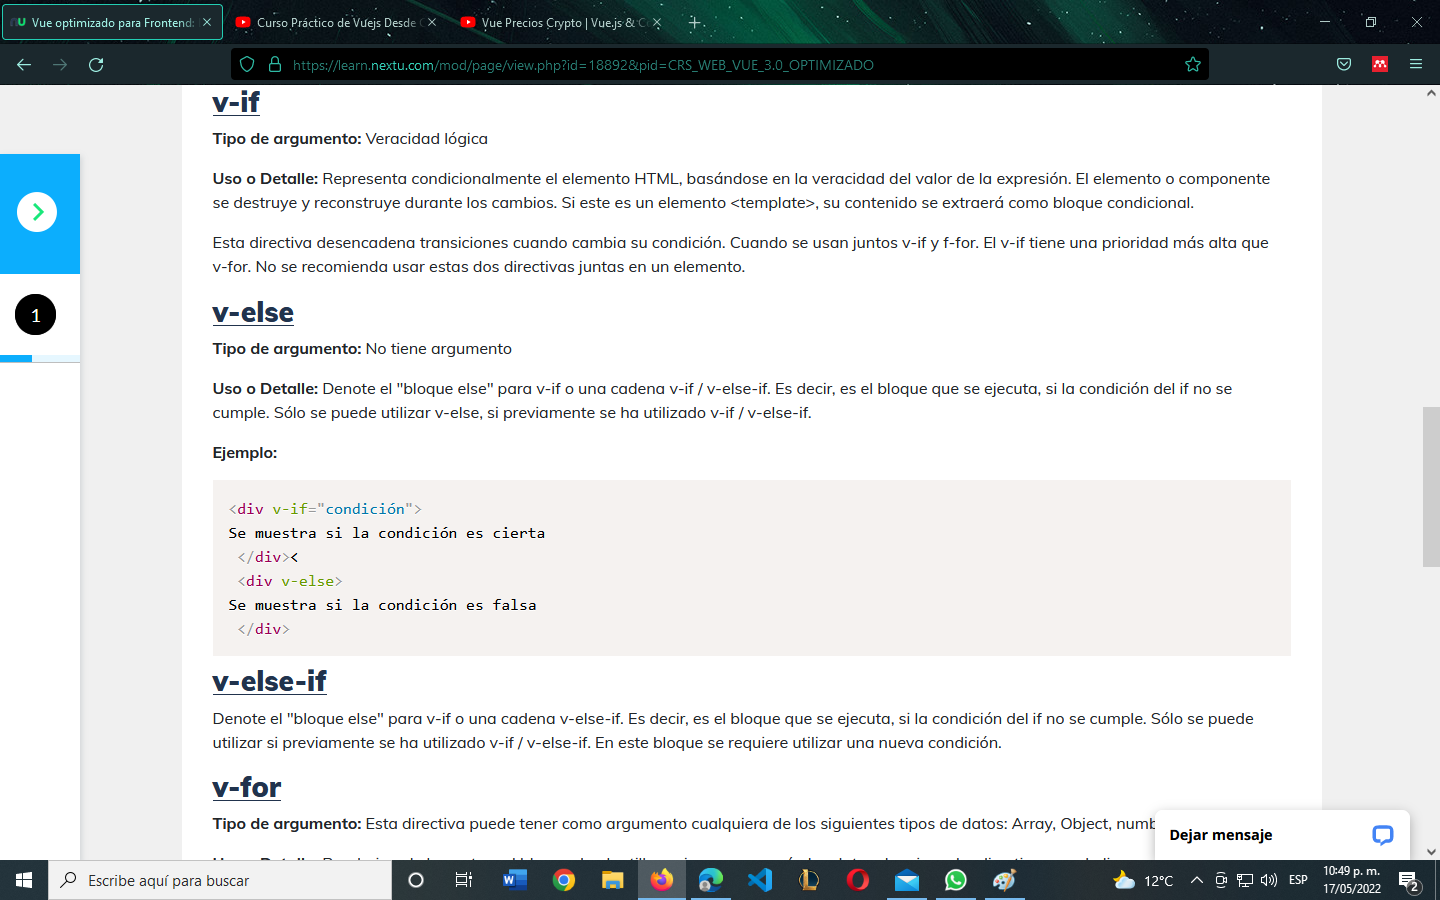 Vue optimizado para Frontend:
Curso Práctico de Vuejs Desde
Vue Precios Crypto | Vue.js &
https://learn.nextu.com/mod/page/view.php?id=18892&pid=CRS_WEB_VUE_3.0_OPTIMIZADO
v-if
Tipo de argumento: Veracidad lógica
Uso o Detalle: Representa condicionalmente el elemento HTML, basándose en la veracidad del valor de la expresión. El elemento o componente
se destruye y reconstruye durante los cambios. Si este es un elemento <template>, su contenido se extraerá como bloque condicional.
Esta directiva desencadena transiciones cuando cambia su condición. Cuando se usan juntos v-if y f-for. El v-if tiene una prioridad más alta que
v-for. No se recomienda usar estas dos directivas juntas en un elemento.
1
v-else
Tipo de argumento: No tiene argumento
Uso o Detalle: Denote el "bloque else" para v-if o una cadena v-if / v-else-if. Es decir, es el bloque que se ejecuta, si la condición del if no se
cumple. Sólo se puede utilizar v-else, si previamente se ha utilizado v-if / v-else-if.
Ejemplo:
<div v-if="condición">
Se muestra si la condición es cierta
</div><
<div v-else>
Se muestra si la condición es falsa
</div>
v-else-if
Denote el "bloque else" para v-if o una cadena v-else-if. Es decir, es el bloque que se ejecuta, si la condición del if no se cumple. Sólo se puede
utilizar si previamente se ha utilizado v-if / v-else-if. En este bloque se requiere utilizar una nueva condición.
v-for
Tipo de argumento: Esta directiva puede tener como argumento cualquiera de los siguientes tipos de datos: Array, Object, numb
Dejar mensaje
Escribe aquí para buscar
12°C
ESP
10:49 p. m.
17/05/2022
2